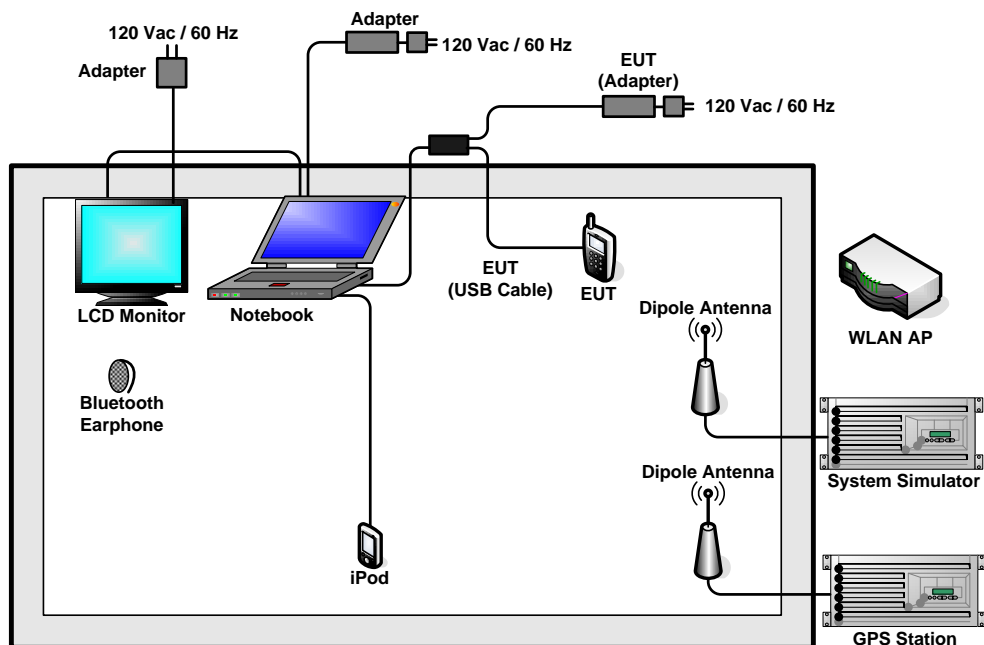 Adapter
120 Vac / 60 Hz
120 Vac / 60 Hz
Adapter
EUT
(Adapter)
120 Vac / 60 Hz
LCD Monitor
Notebook
EUT
(USB Cable)
EUT
Dipole Antenna
WLAN AP
Bluetooth
Earphone
Dipole Antenna
System Simulator
iPod
GPS Station